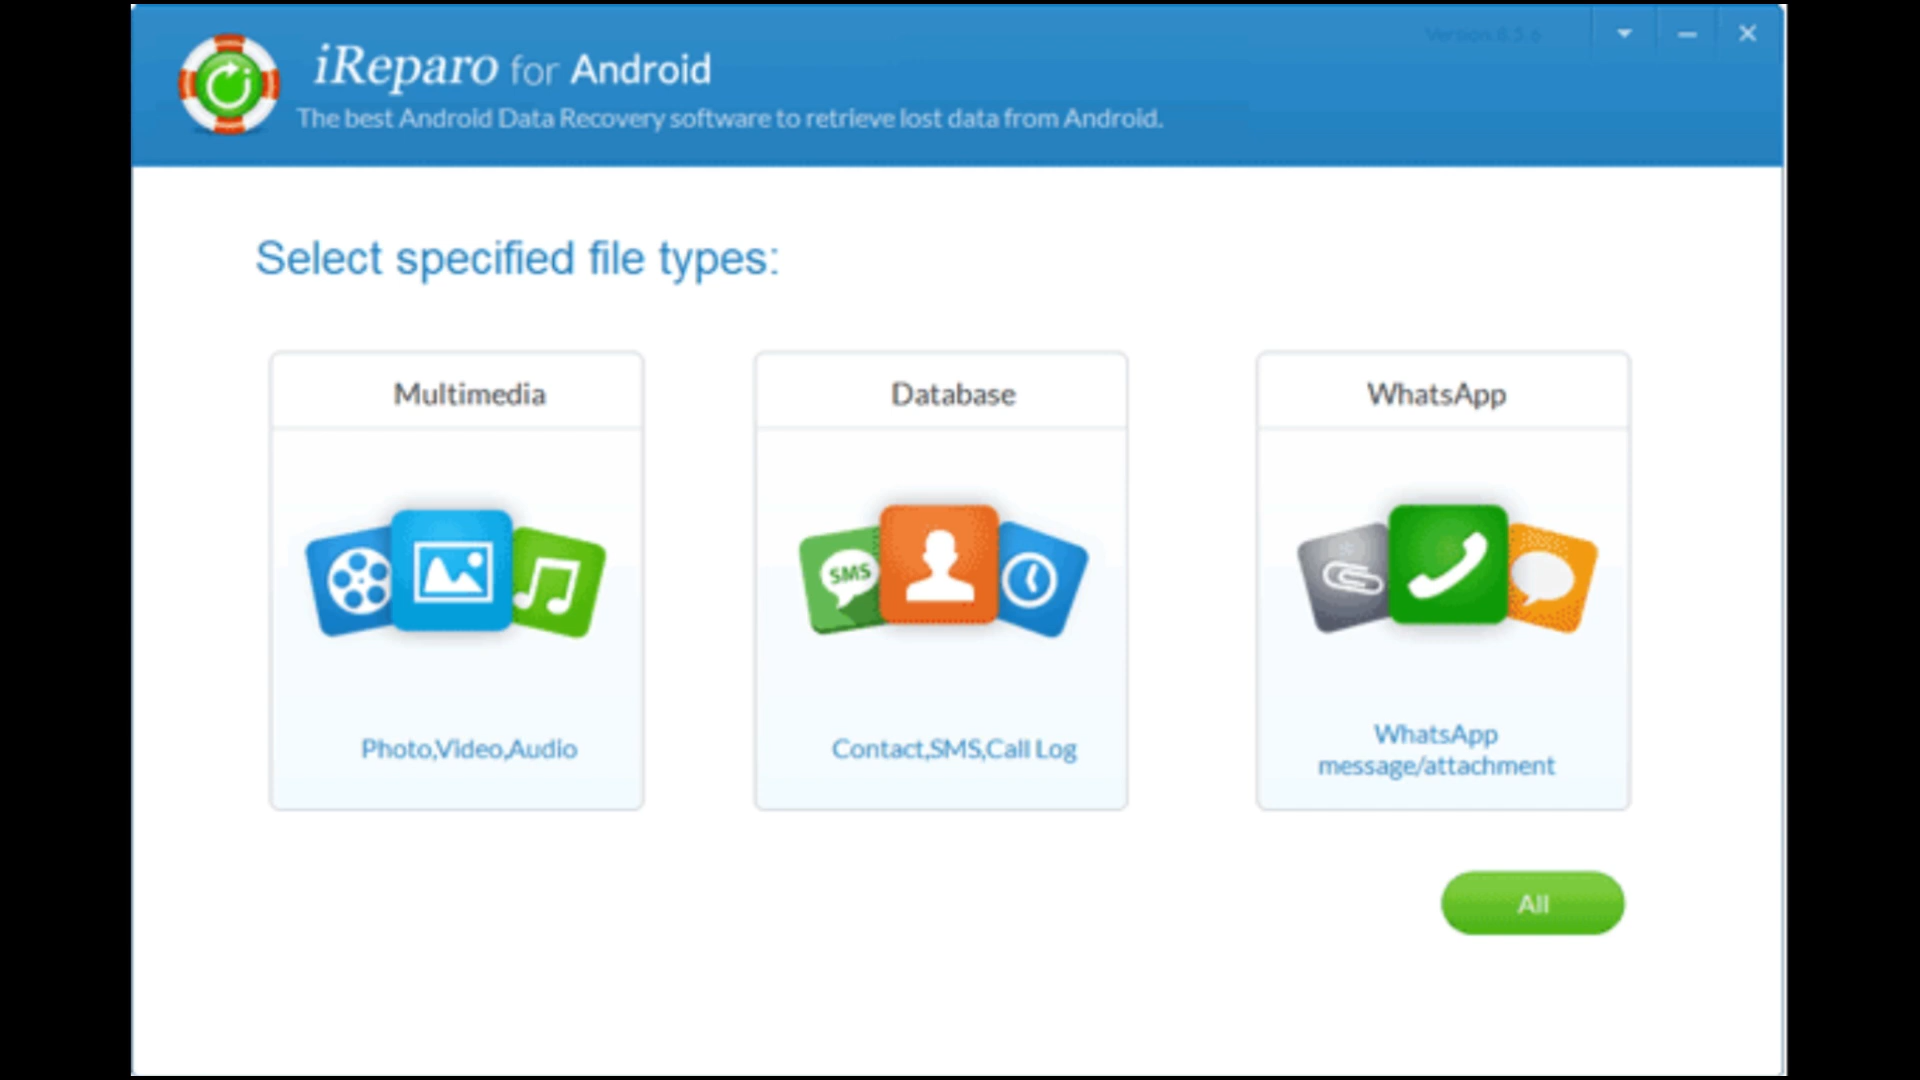 iReparo for Android
The best Android Data Recovery software to retrieve lost data from Android.
Select specified file types:
Multimedia
Photo,Video,Audio
Database
SMS
Contact,SMS,Call Log
WhatsApp
WhatsApp
message/attachment
All